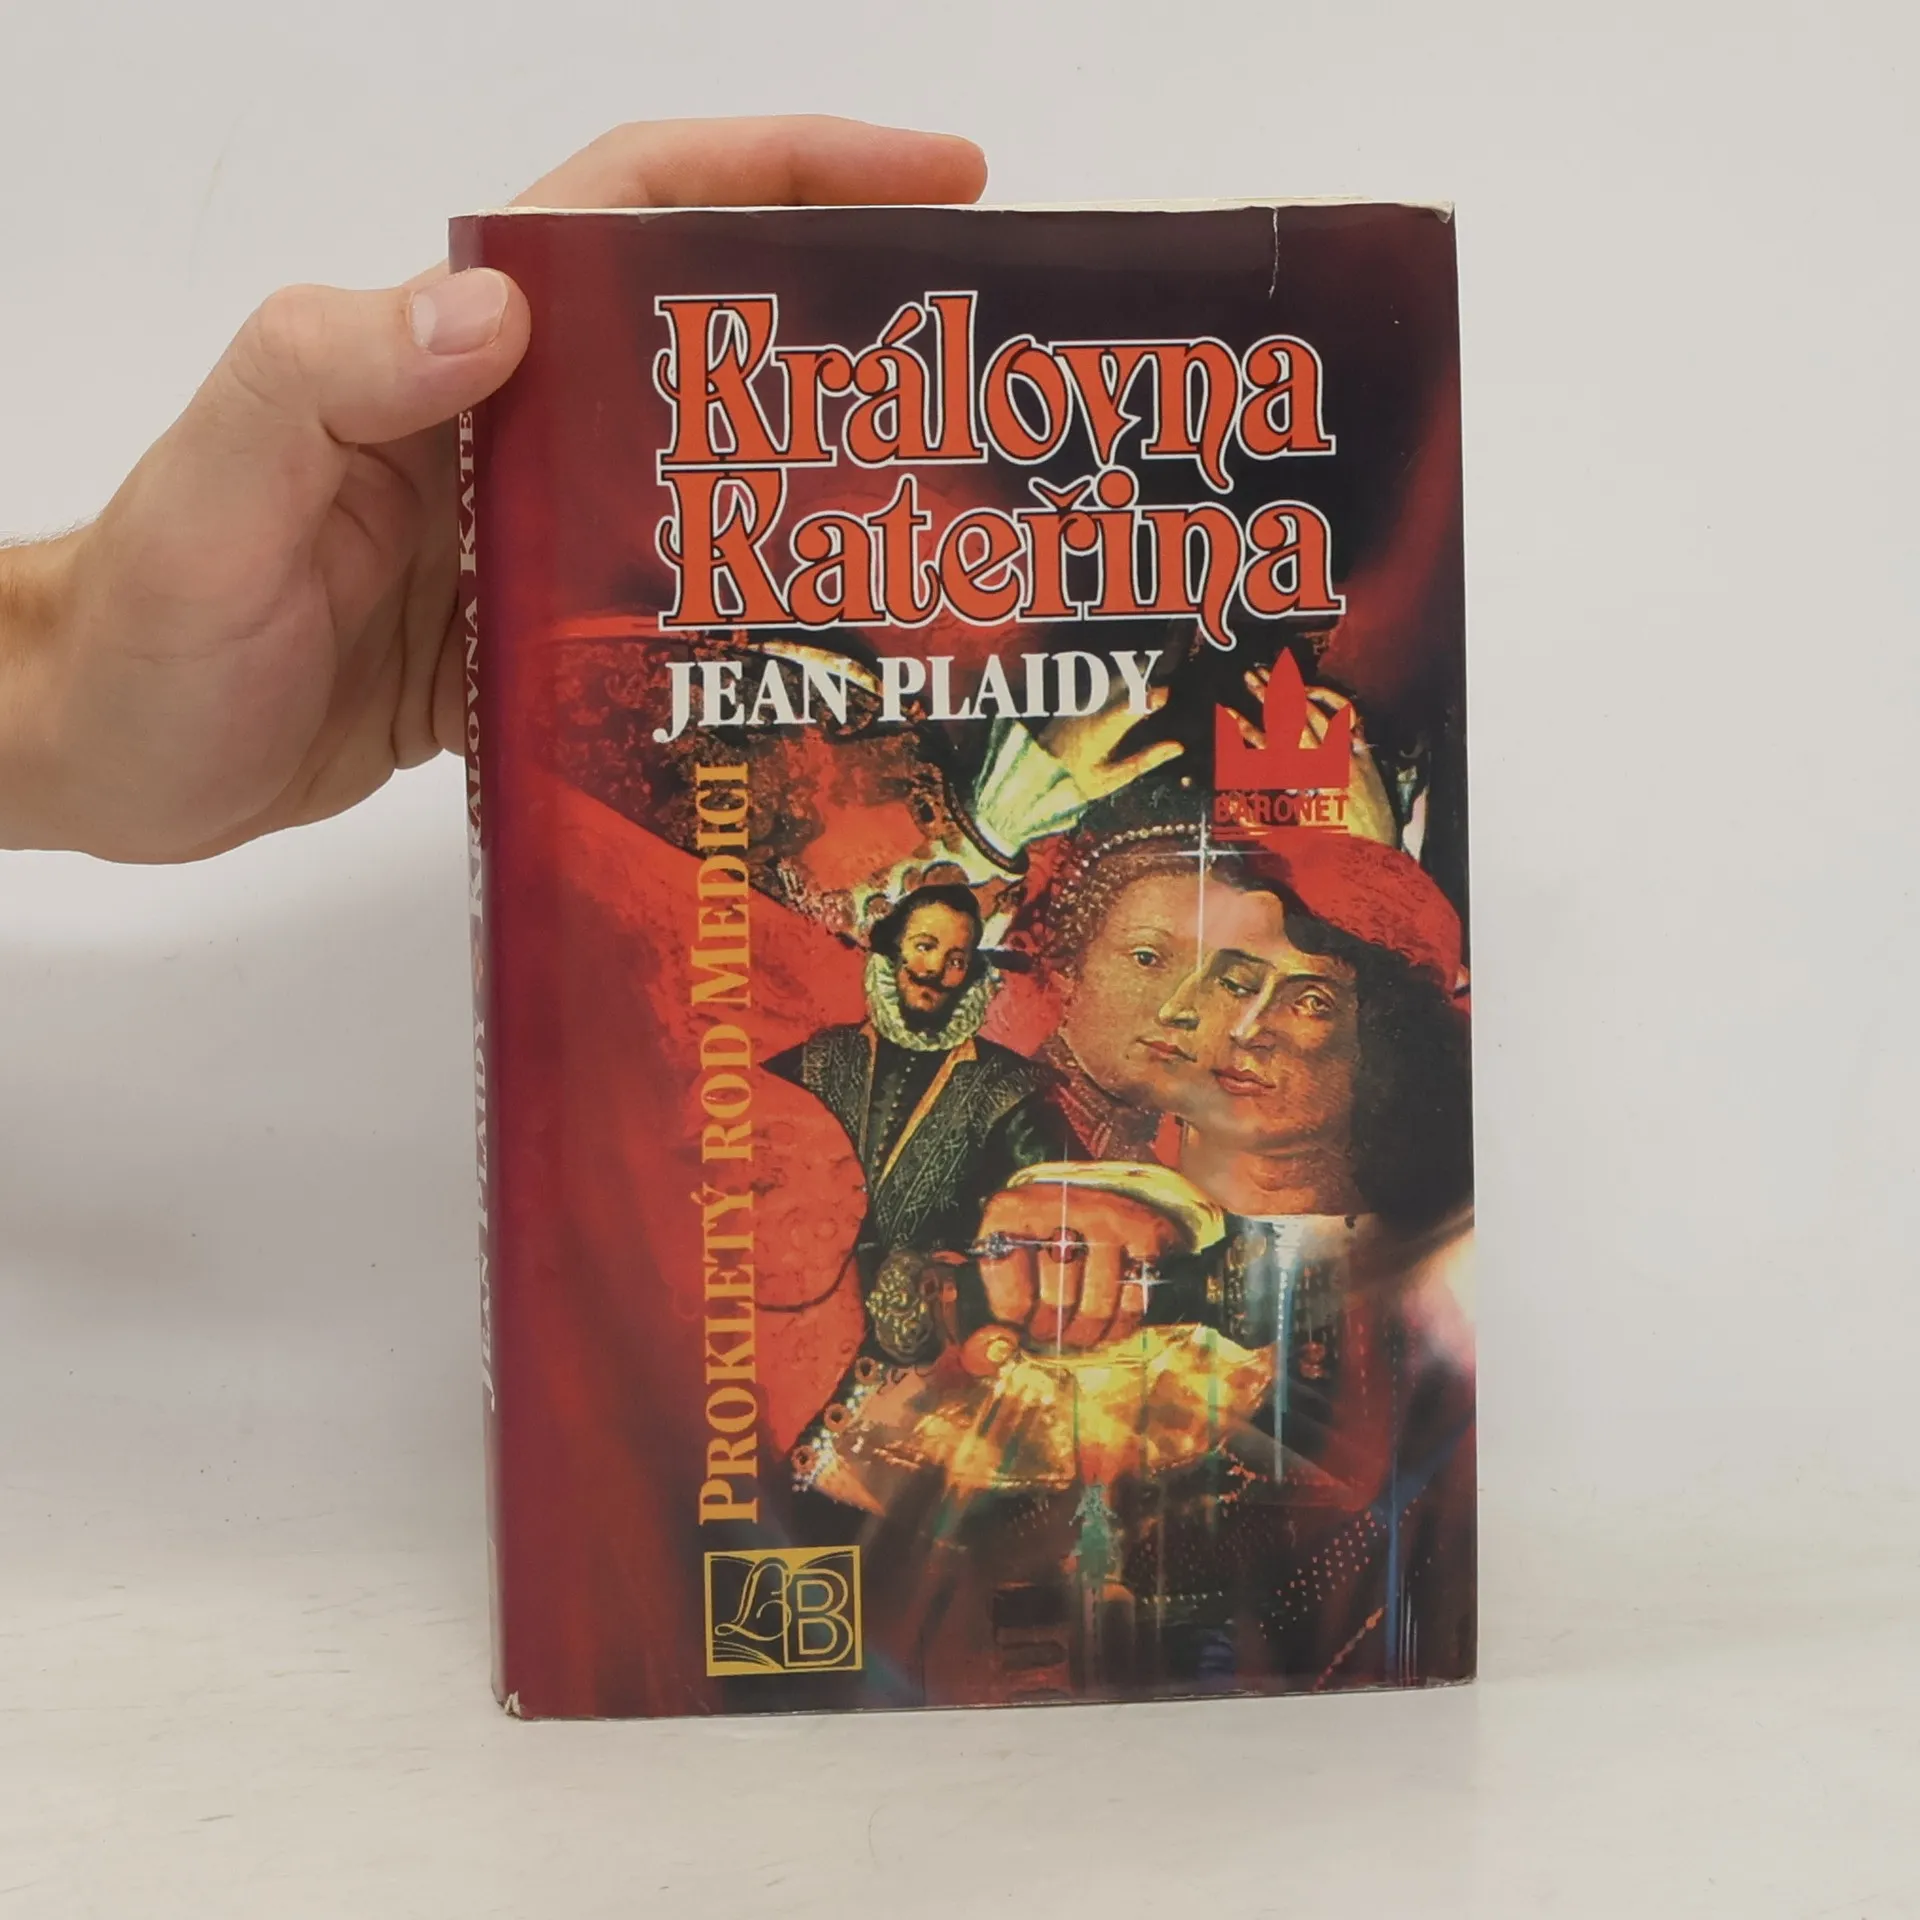 Královna
Kateřina
JEAN PLAIDY
BARONET
PROKLETÝ ROD MEDICI
LB
JEAN PLAIDY KRÁLOVNA KATE